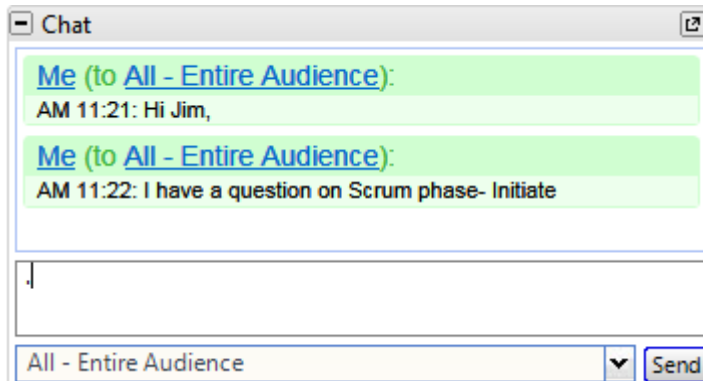 Chat
Me (to All - Entire Audience):
AM 11:21: Hi Jim,
Me (to All - Entire Audience):
AM 11:22: I have a question on Scrum phase- Initiate
.
All - Entire Audience
Send